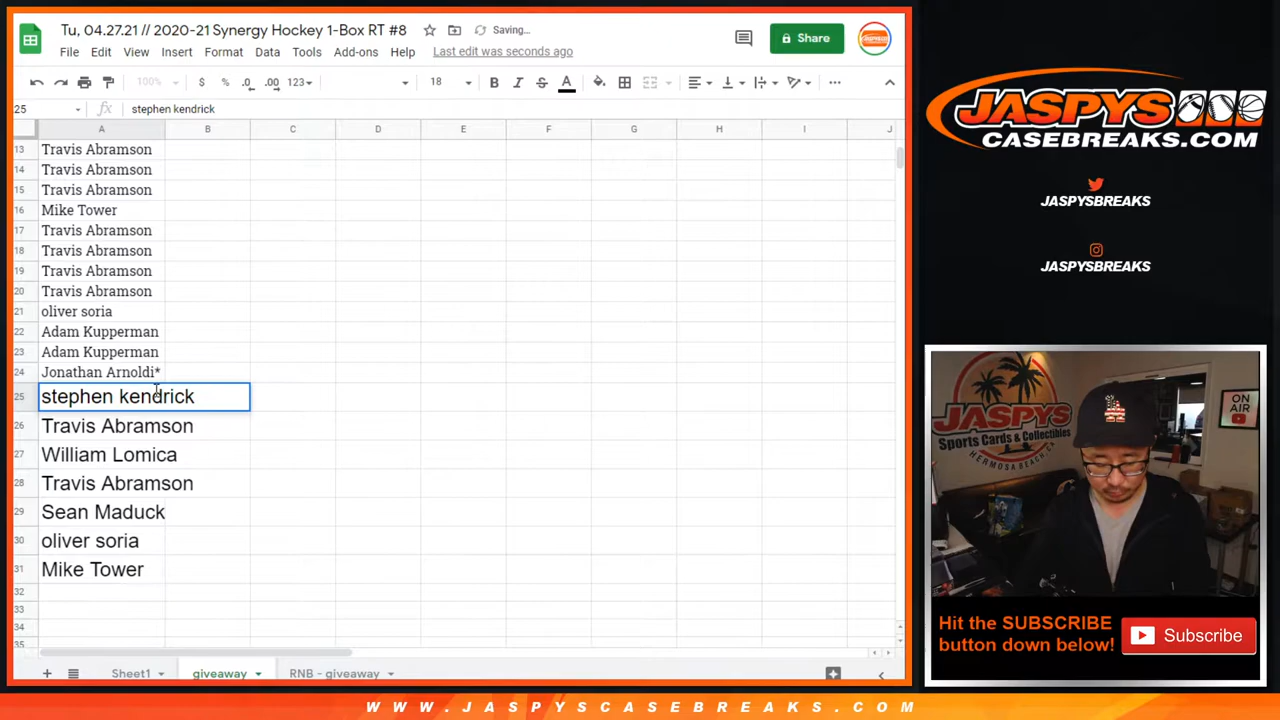 Tu, 04.27.21 // 2020-21 Synergy Hockey 1-Box RT #8
Saving...
File Edit View Insert Format Data Tools Add-ons Help Last edit was seconds ago
Share
100% $ % .0 .00 123 18 B I S A
25 fx stephen kendrick
A B C D E F G H I J
13 Travis Abramson
14 Travis Abramson
15 Travis Abramson
16 Mike Tower
17 Travis Abramson
18 Travis Abramson
19 Travis Abramson
20 Travis Abramson
21 oliver soria
22 Adam Kupperman
23 Adam Kupperman
24 Jonathan Arnoldi*
25 stephen kendrick
26 Travis Abramson
27 William Lomica
28 Travis Abramson
29 Sean Maduck
30 oliver soria
31 Mike Tower
32
33
34
35
Sheet1 giveaway RNB - giveaway
JASPYS
CASEBREAKS.COM
JASPYSBREAKS
JASPYSBREAKS
JASPYS
Sports Cards & Collectibles
HERMOSA BEACH, CA
ON AIR
Hit the SUBSCRIBE
button down below!
Subscribe
WWW.JASPYSCASEBREAKS.COM